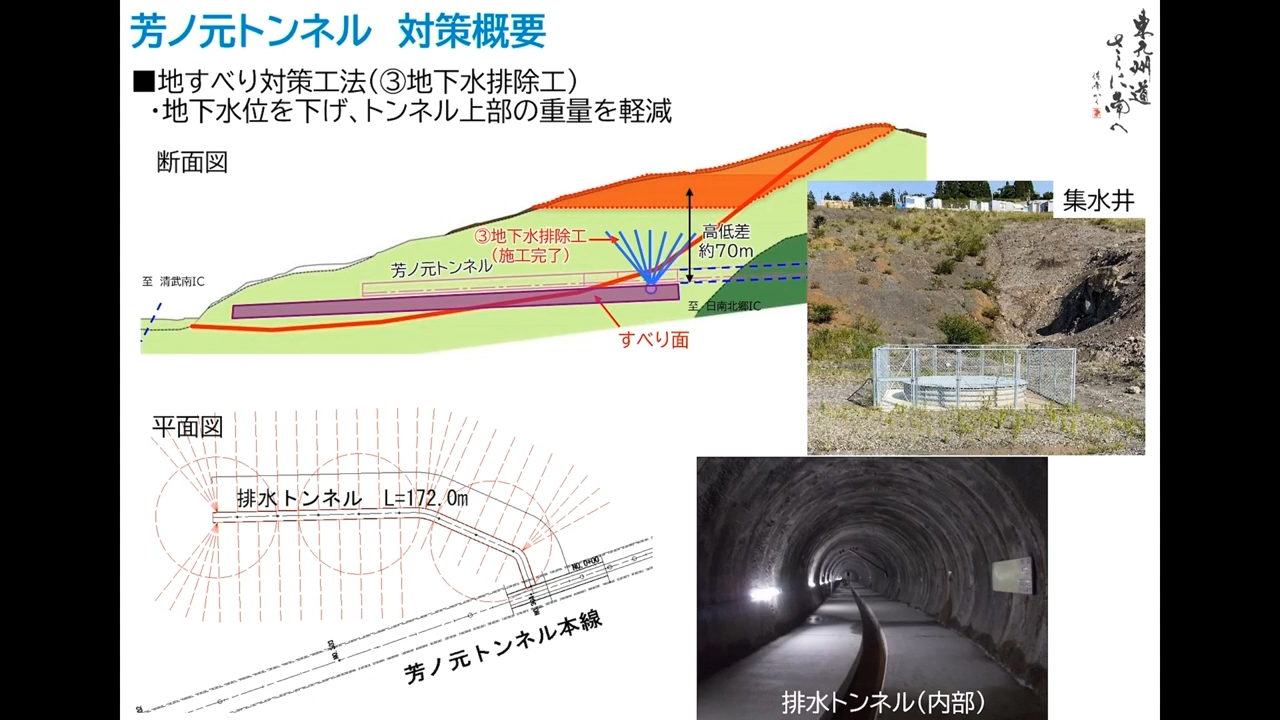 芳ノ元トンネル 対策概要
東九州道
さらに南へ
■地すべり対策工法(③地下水排除工)
・地下水位を下げ、トンネル上部の重量を軽減
断面図
集水井
③地下水排除工
(施工完了)
高低差
約70m
芳ノ元トンネル
至 清武南IC
至 日南北郷IC
すべり面
平面図
排水トンネル L=172.0m
NO.0+00
芳ノ元トンネル本線
排水トンネル(内部)